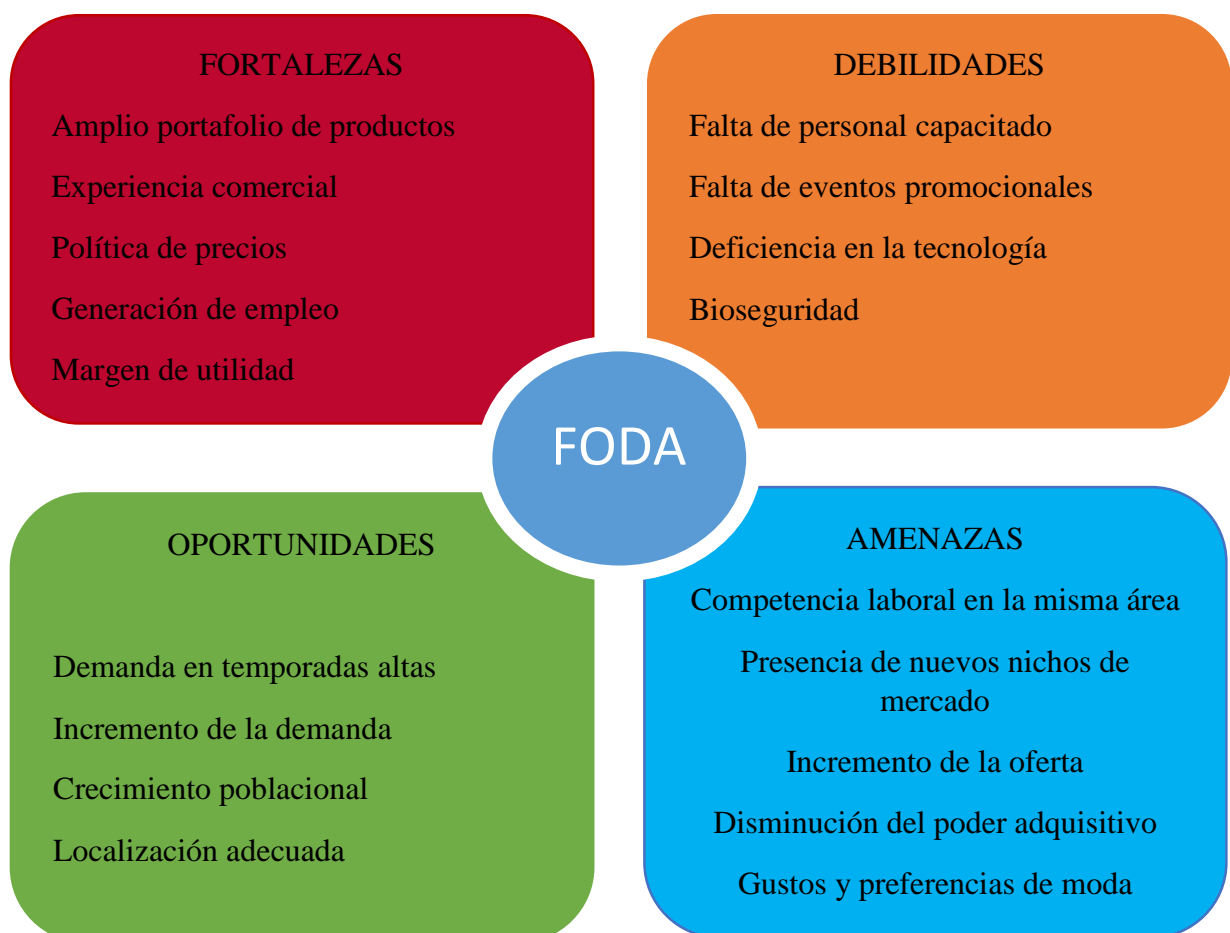 FORTALEZAS
Amplio portafolio de productos
Experiencia comercial
Política de precios
Generación de empleo
Margen de utilidad
DEBILIDADES
Falta de personal capacitado
Falta de eventos promocionales
Deficiencia en la tecnología
Bioseguridad
FODA
OPORTUNIDADES
Demanda en temporadas altas
Incremento de la demanda
Crecimiento poblacional
Localización adecuada
AMENAZAS
Competencia laboral en la misma área
Presencia de nuevos nichos de
mercado
Incremento de la oferta
Disminución del poder adquisitivo
Gustos y preferencias de moda